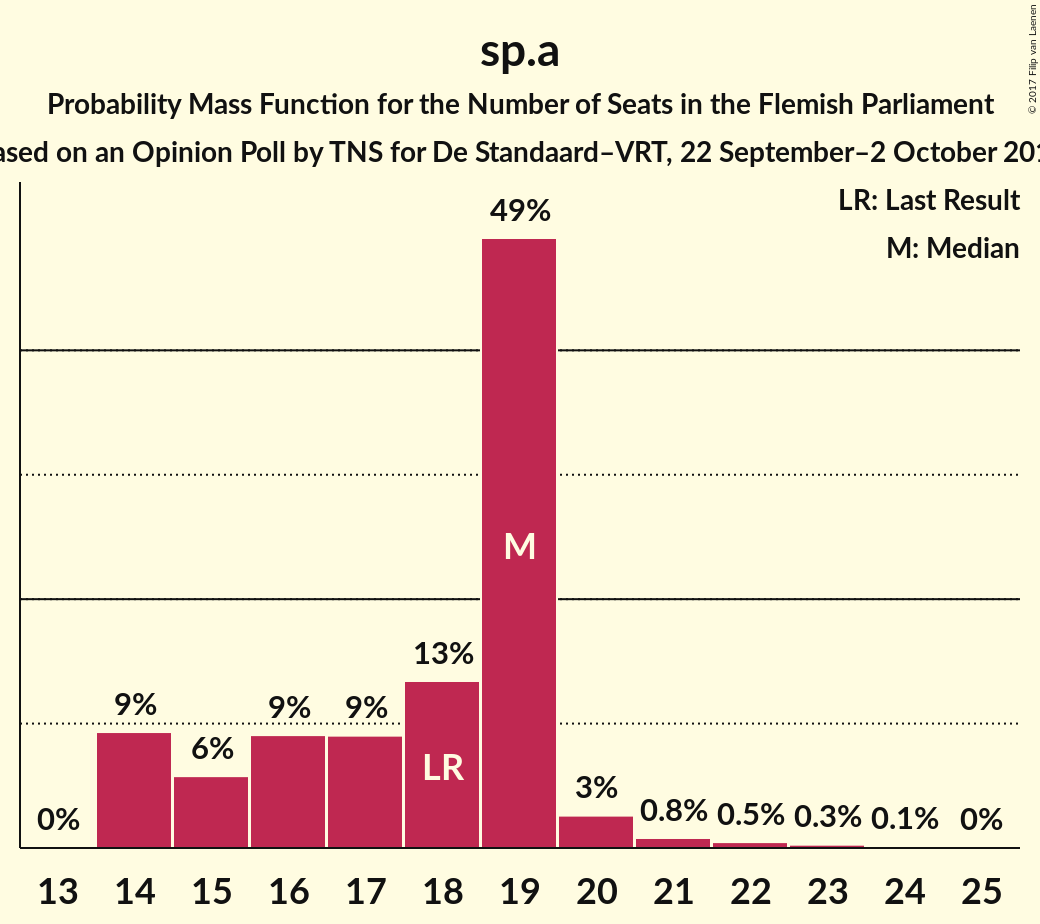 sp.a
Probability Mass Function for the Number of Seats in the Flemish Parliament
on an Opinion Poll by TNS for De Standaard–VRT, 22 September–2 October
LR: Last Result
M: Median
49%
M
13%
LR
9%
6%
9%
9%
3%
0%
0.8%
0.5%
0.3%
0.1%
0%
13 14 15 16 17 18 19 20 21 22 23 24 25
© 2017 Filip van Laenen